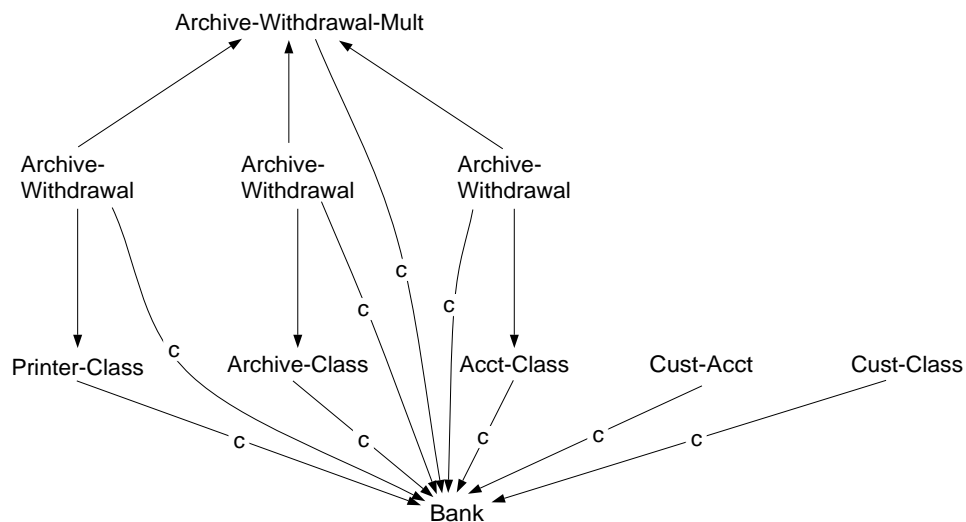 Archive-Withdrawal-Mult
Archive-
Withdrawal
Archive-
Withdrawal
Archive-
Withdrawal
c
c
c
c
Printer-Class
Archive-Class
Acct-Class
Cust-Acct
Cust-Class
c
c
c
c
c
Bank